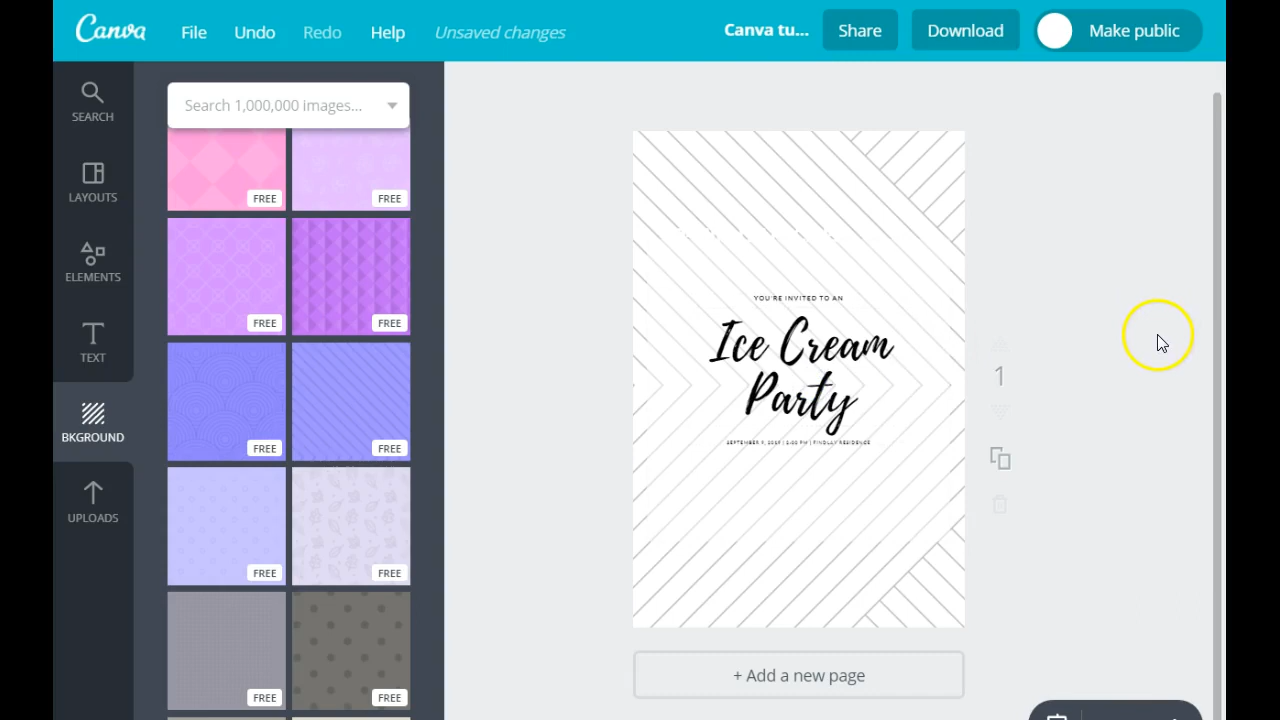 Canva File Undo Redo Help Unsaved changes Canva tu... Share Download Make public
SEARCH
LAYOUTS
ELEMENTS
TEXT
BKGROUND
UPLOADS
Search 1,000,000 images...
FREE FREE
FREE FREE
FREE FREE
FREE FREE
FREE FREE
YOU'RE INVITED TO AN
Ice Cream
Party
1
+ Add a new page